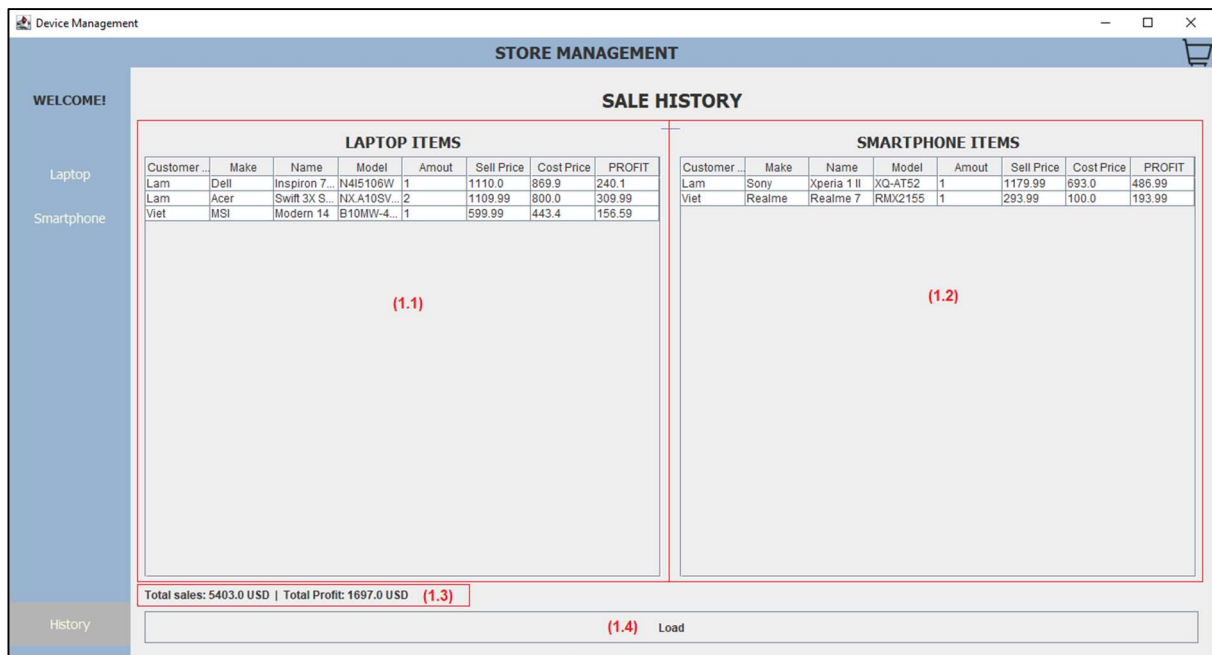 Device Management
STORE MANAGEMENT
WELCOME!
Laptop
Smartphone
History
SALE HISTORY
LAPTOP ITEMS
Customer ... Make Name Model Amout Sell Price Cost Price PROFIT
Lam Dell Inspiron 7... N4I5106W 1 1110.0 869.9 240.1
Lam Acer Swift 3X S... NX.A10SV... 2 1109.99 800.0 309.99
Viet MSI Modern 14 B10MW-4... 1 599.99 443.4 156.59
(1.1)
SMARTPHONE ITEMS
Customer ... Make Name Model Amout Sell Price Cost Price PROFIT
Lam Sony Xperia 1 II XQ-AT52 1 1179.99 693.0 486.99
Viet Realme Realme 7 RMX2155 1 293.99 100.0 193.99
(1.2)
Total sales: 5403.0 USD | Total Profit: 1697.0 USD (1.3)
(1.4) Load